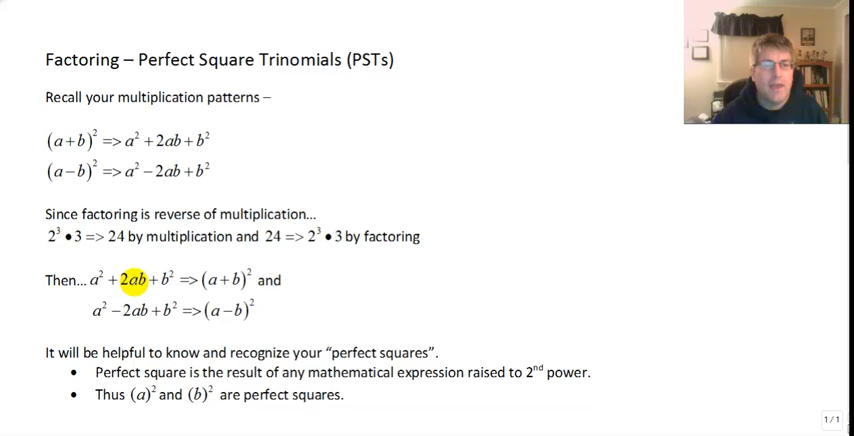 Factoring – Perfect Square Trinomials (PSTs)
Recall your multiplication patterns –
(a+b)² => a² + 2ab + b²
(a−b)² => a² − 2ab + b²
Since factoring is reverse of multiplication...
2³ • 3 => 24 by multiplication and 24 => 2³ • 3 by factoring
Then... a² + 2ab + b² => (a+b)² and
a² − 2ab + b² => (a−b)²
It will be helpful to know and recognize your “perfect squares”.
• Perfect square is the result of any mathematical expression raised to 2nd power.
• Thus (a)² and (b)² are perfect squares.
1/1